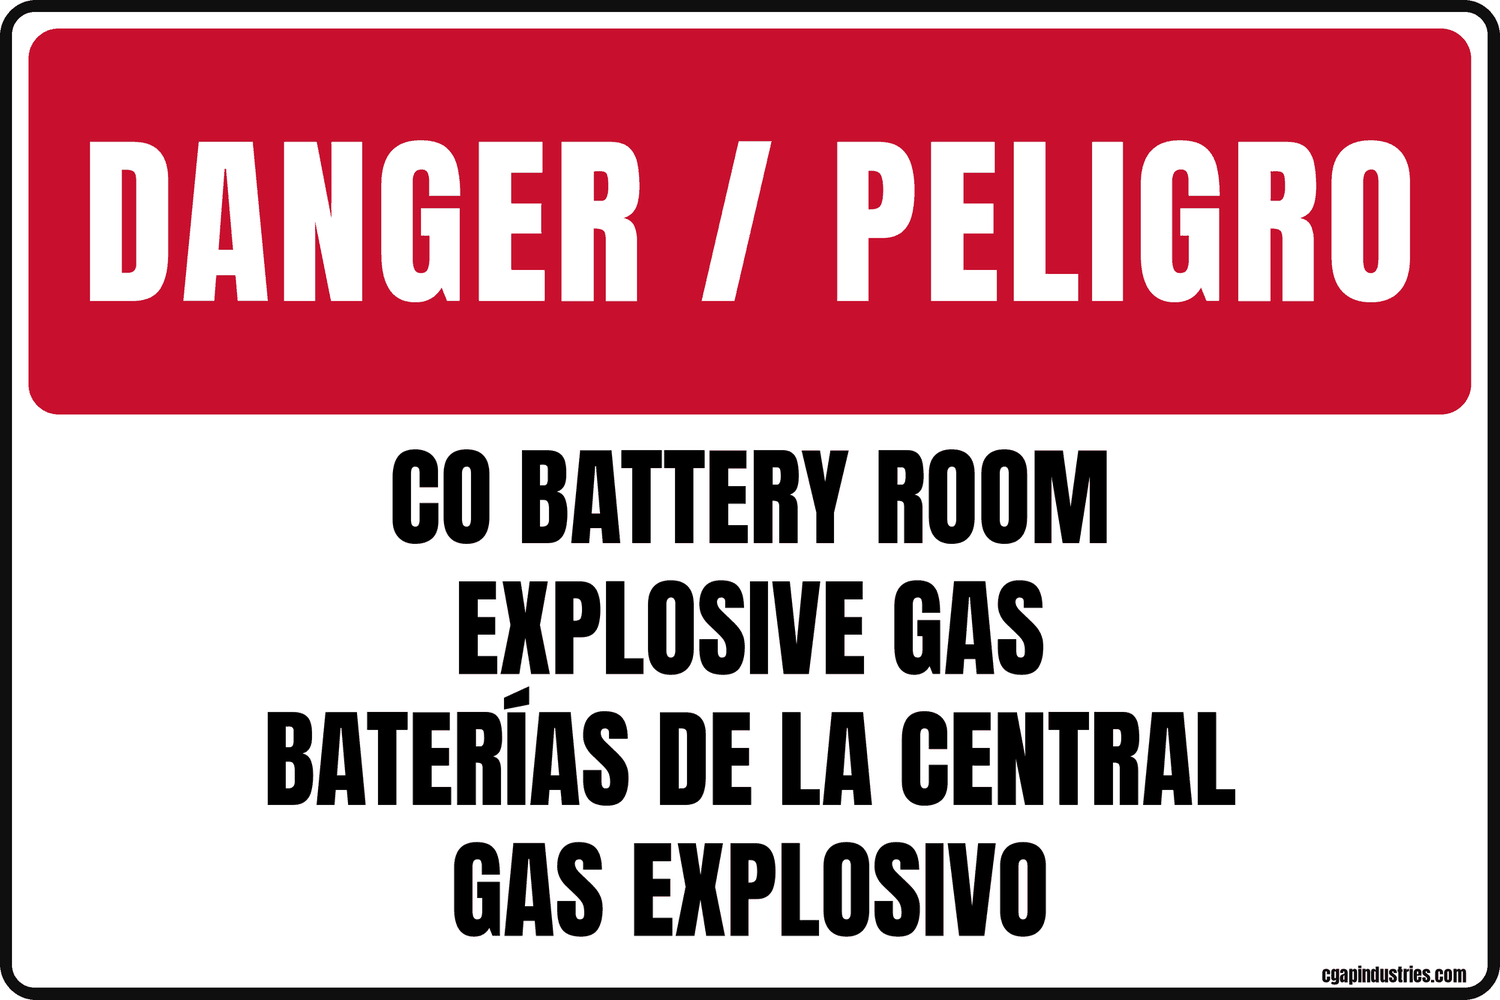 DANGER / PELIGRO
CO BATTERY ROOM
EXPLOSIVE GAS
BATERÍAS DE LA CENTRAL
GAS EXPLOSIVO
cgapindustries.com